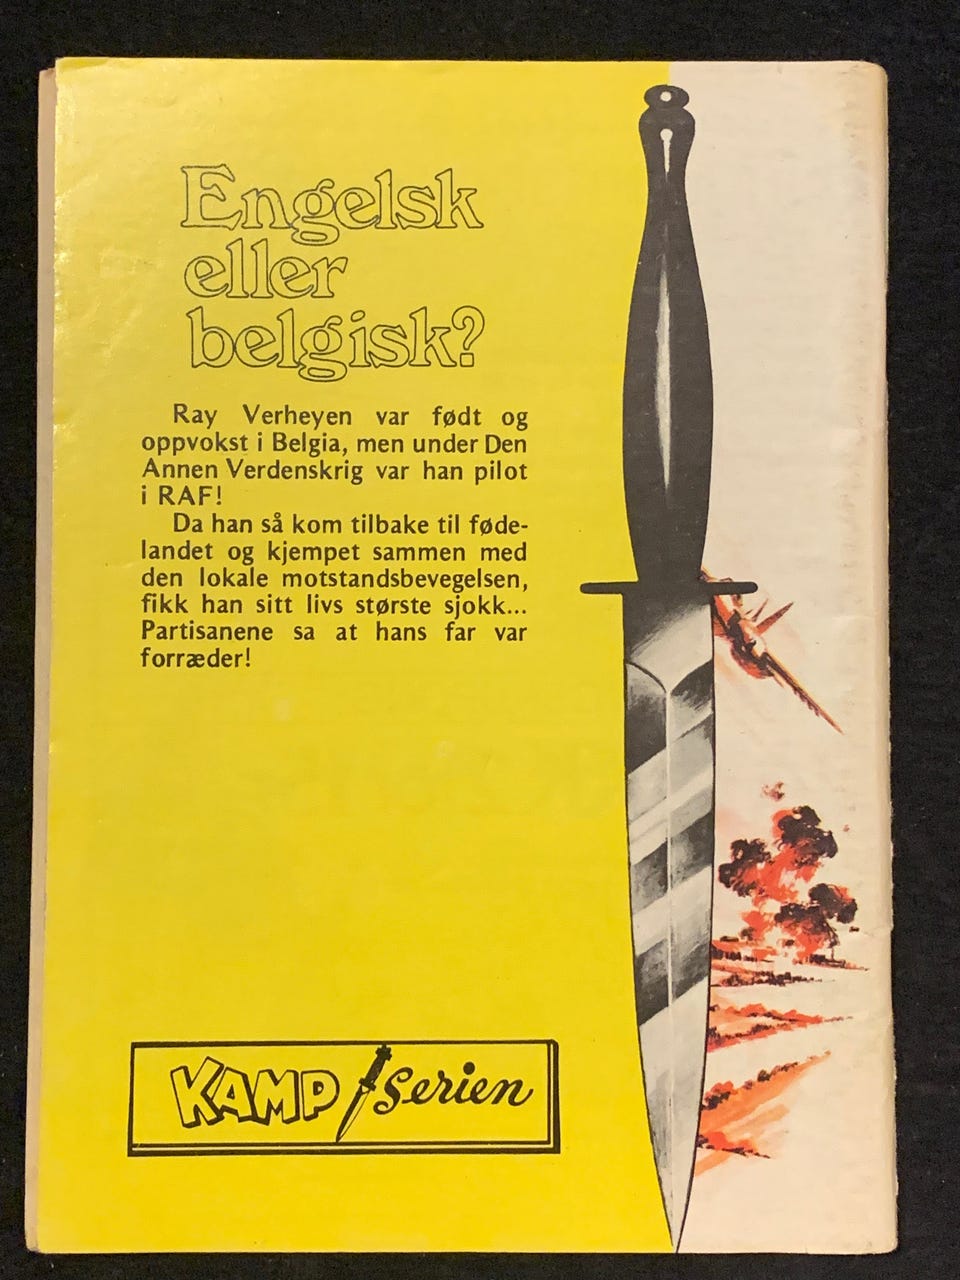 Engelsk
eller
belgisk?
Ray Verheyen var født og
oppvokst i Belgia, men under Den
Annen Verdenskrig var han pilot
i RAF!
Da han så kom tilbake til føde-
landet og kjempet sammen med
den lokale motstandsbevegelsen,
fikk han sitt livs største sjokk...
Partisanene sa at hans far var
forræder!
KAMP serien